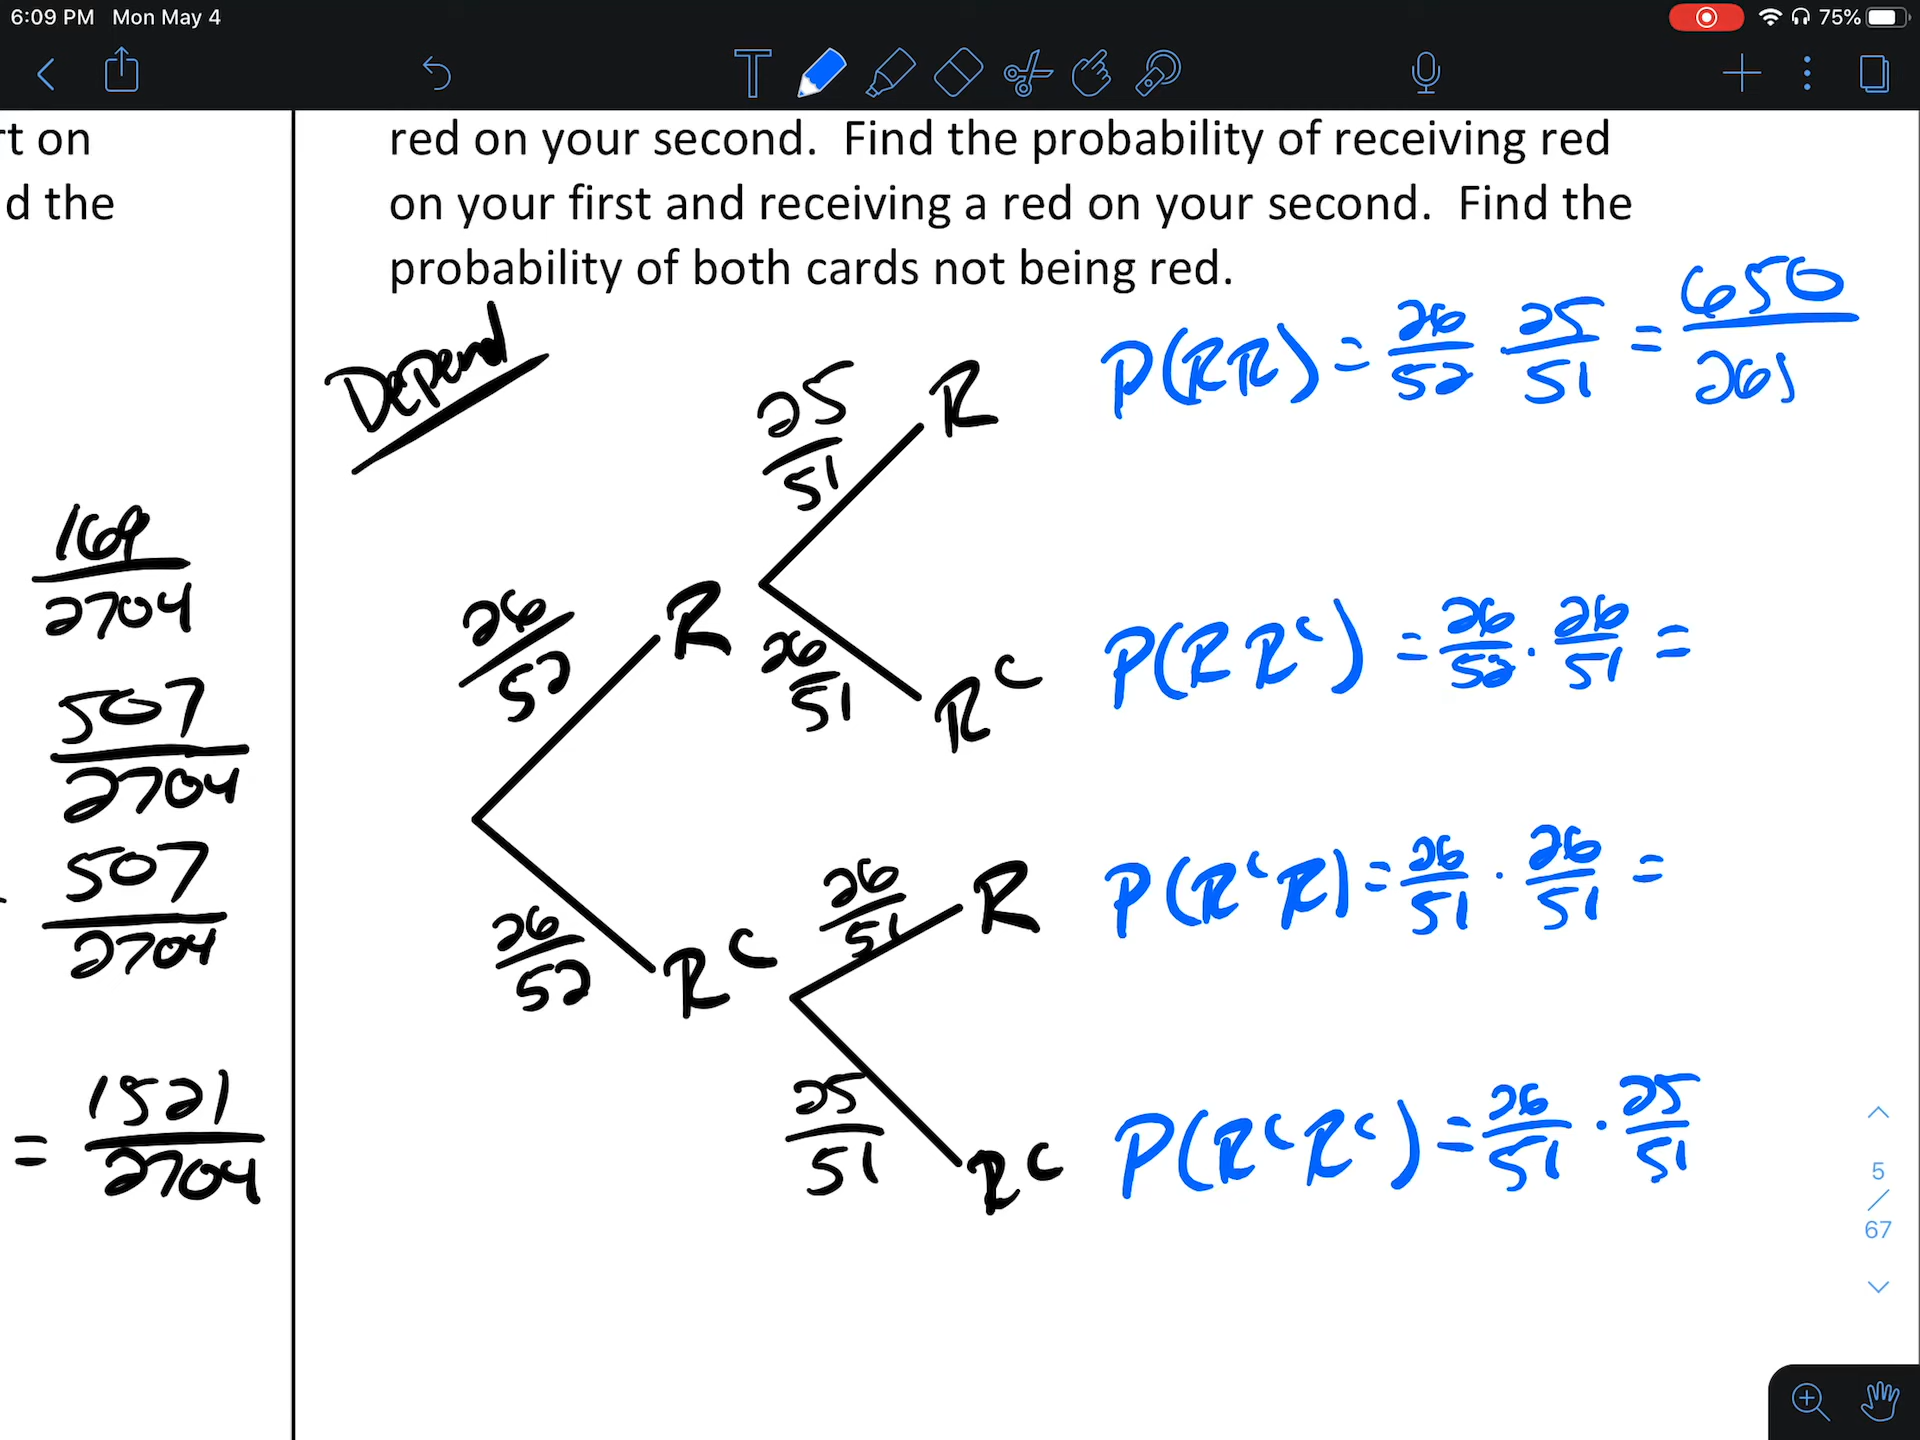 6:09 PM Mon May 4
75%
T
rt on
d the
169/2704
507/2704
507/2704
= 1521/2704
red on your second. Find the probability of receiving red
on your first and receiving a red on your second. Find the
probability of both cards not being red.
Depend
26/52 R
25/51 R
26/51 R^C
26/52 R^C
26/51 R
25/51 R^C
P(RR) = 26/52 25/51 = 650/265
P(R R^C) = 26/52 · 26/51 =
P(R^C R) = 26/51 · 26/51 =
P(R^C R^C) = 26/51 · 25/51
5
/
67